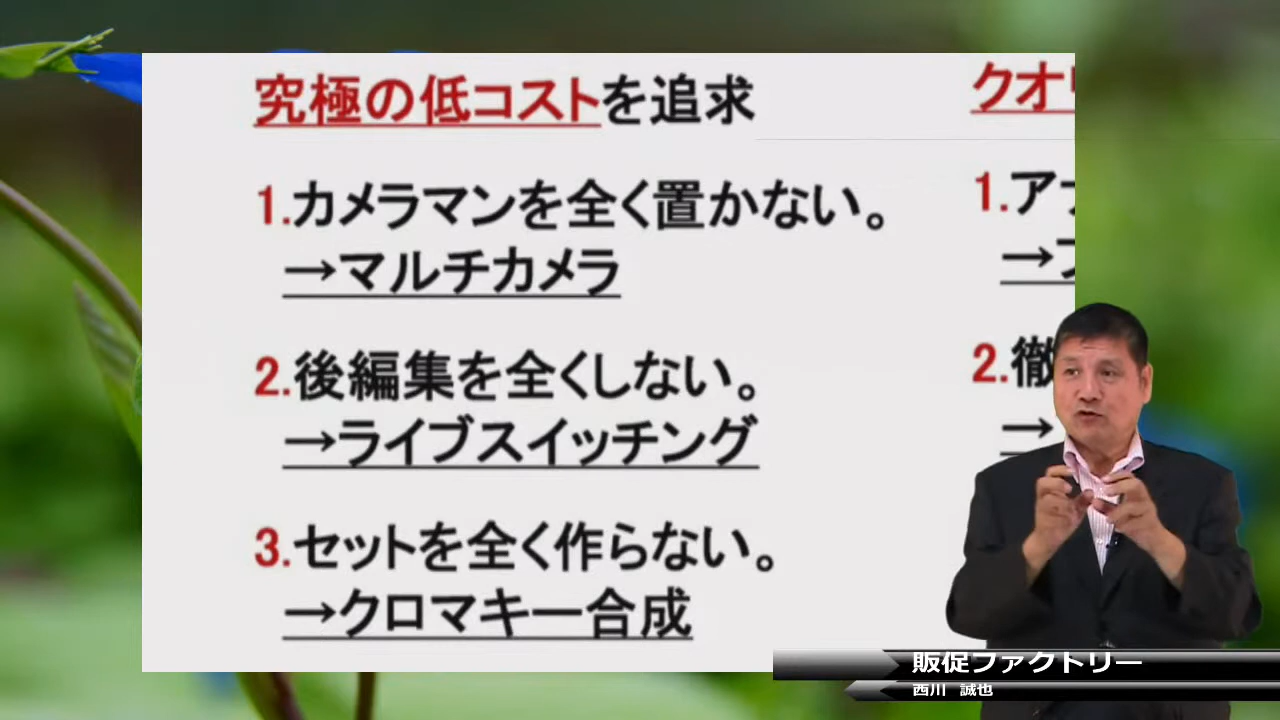 究極の低コストを追求
1.カメラマンを全く置かない。
→マルチカメラ
2.後編集を全くしない。
→ライブスイッチング
3.セットを全く作らない。
→クロマキー合成
クオ
1.ア
→
2.徹
→
販促ファクトリー
西川 誠也